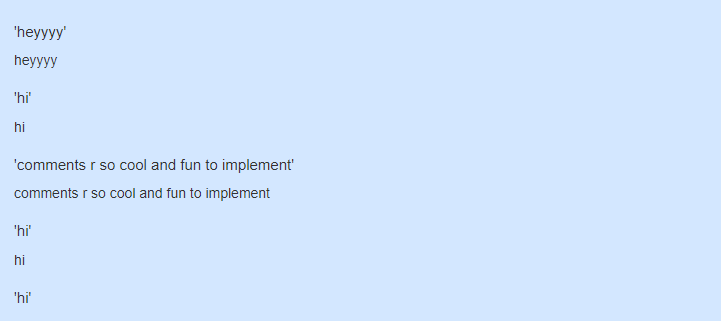 'heyyyy'
heyyyy
'hi'
hi
'comments r so cool and fun to implement'
comments r so cool and fun to implement
'hi'
hi
'hi'